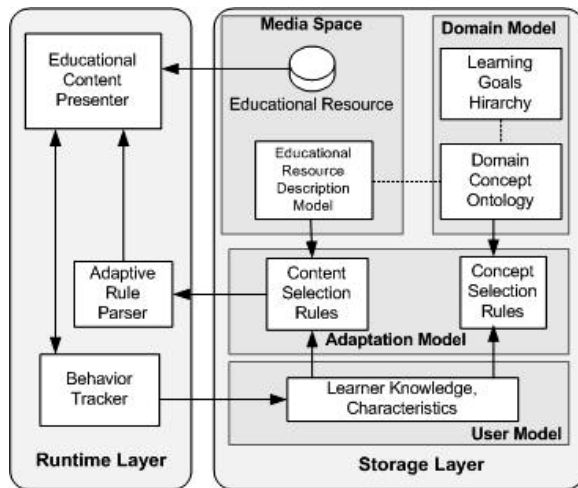 Educational
Content
Presenter
Adaptive
Rule
Parser
Behavior
Tracker
Runtime Layer
Media Space
Educational Resource
Educational
Resource
Description
Model
Domain Model
Learning
Goals
Hirarchy
Domain
Concept
Ontology
Content
Selection
Rules
Concept
Selection
Rules
Adaptation Model
Learner Knowledge,
Characteristics
User Model
Storage Layer